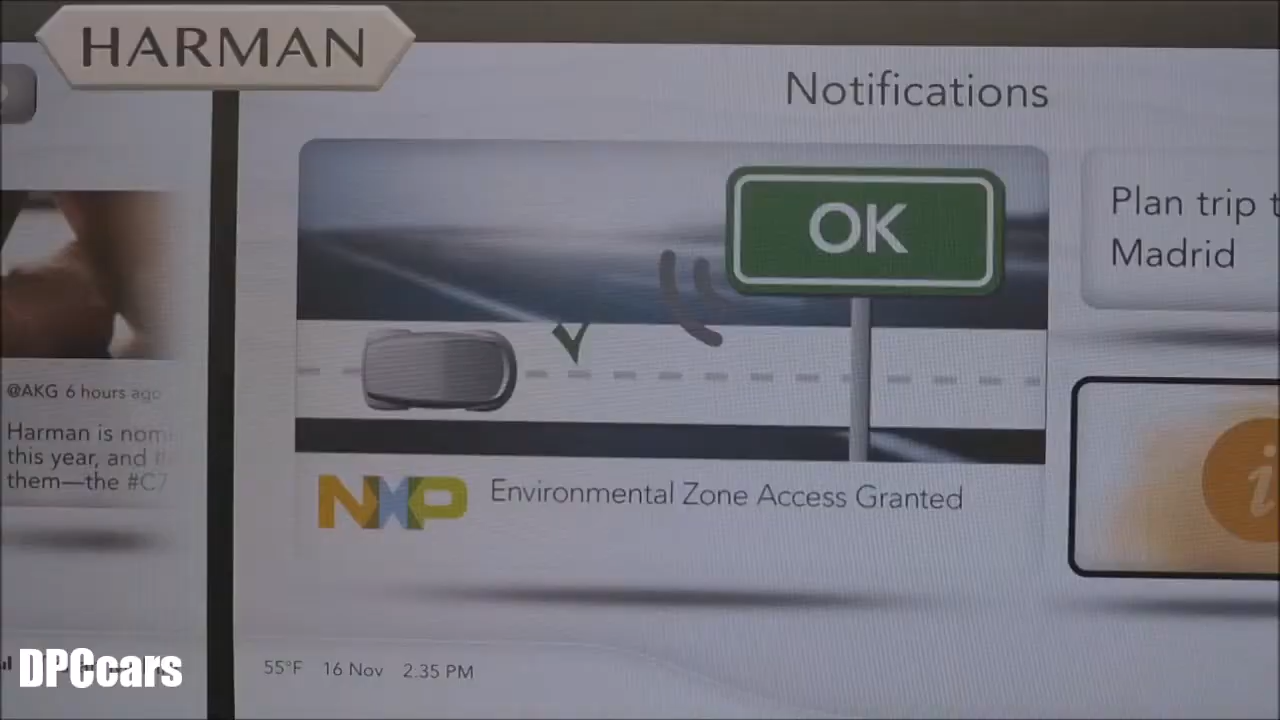 HARMAN
Notifications
OK
Plan trip t
Madrid
@AKG 6 hours ago
Harman is nom
this year, and
them—the #C7
NXP
Environmental Zone Access Granted
i
55°F 16 Nov 2.35 PM
DPCcars